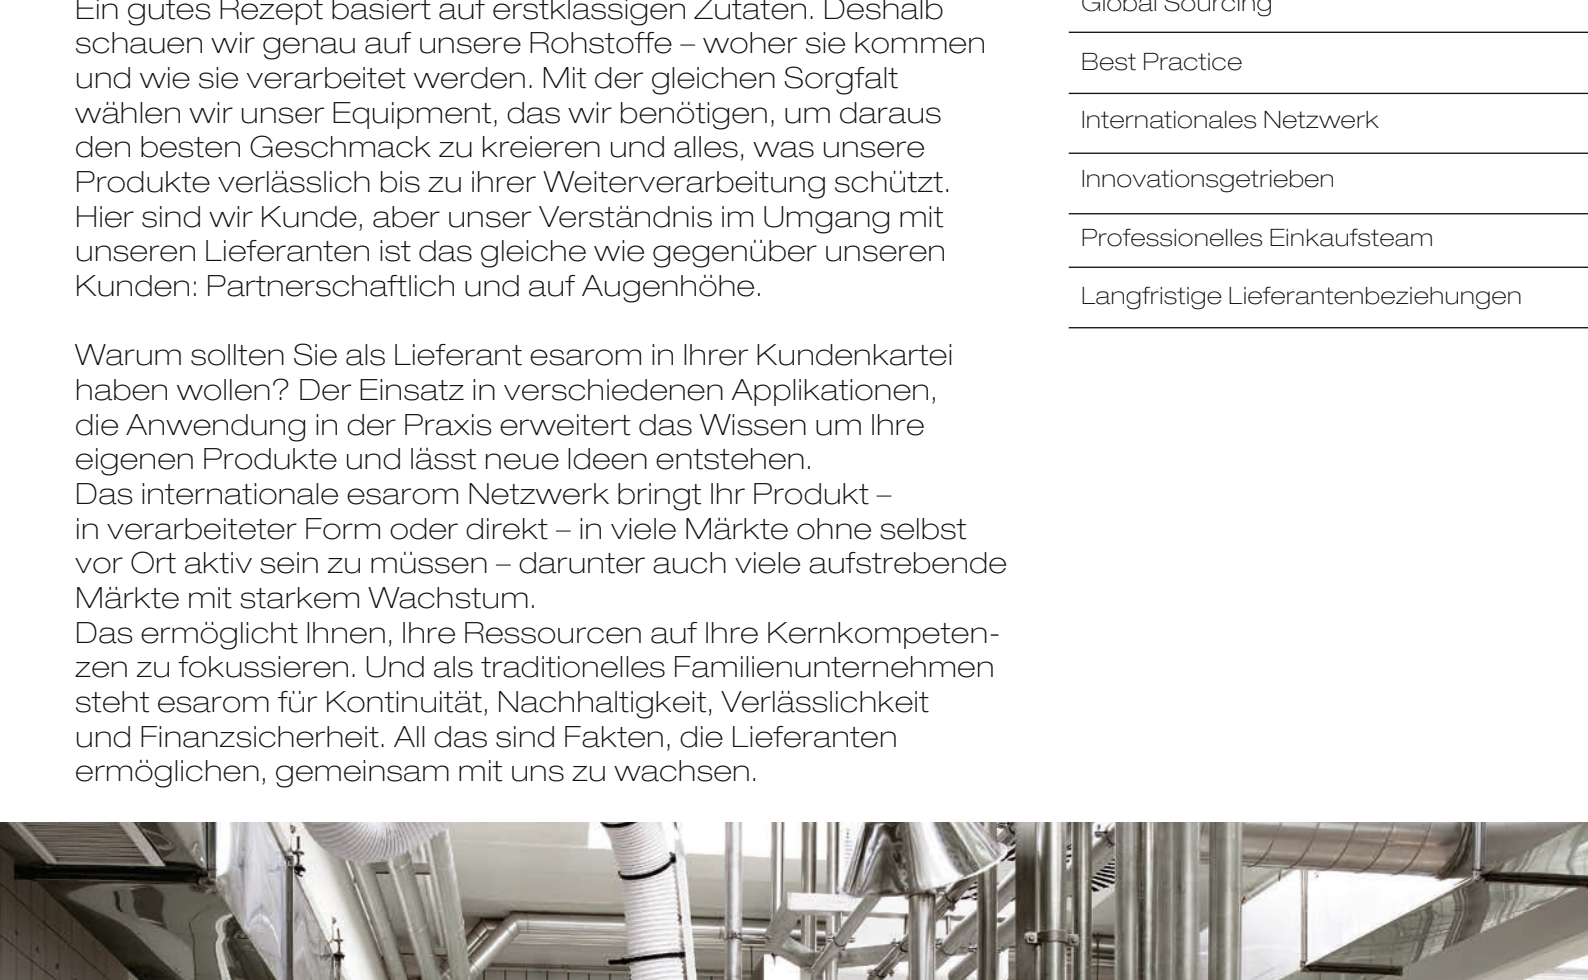 Ein gutes Rezept basiert auf erstklassigen Zutaten. Deshalb
schauen wir genau auf unsere Rohstoffe – woher sie kommen
und wie sie verarbeitet werden. Mit der gleichen Sorgfalt
wählen wir unser Equipment, das wir benötigen, um daraus
den besten Geschmack zu kreieren und alles, was unsere
Produkte verlässlich bis zu ihrer Weiterverarbeitung schützt.
Hier sind wir Kunde, aber unser Verständnis im Umgang mit
unseren Lieferanten ist das gleiche wie gegenüber unseren
Kunden: Partnerschaftlich und auf Augenhöhe.
Warum sollten Sie als Lieferant esarom in Ihrer Kundenkartei
haben wollen? Der Einsatz in verschiedenen Applikationen,
die Anwendung in der Praxis erweitert das Wissen um Ihre
eigenen Produkte und lässt neue Ideen entstehen.
Das internationale esarom Netzwerk bringt Ihr Produkt –
in verarbeiteter Form oder direkt – in viele Märkte ohne selbst
vor Ort aktiv sein zu müssen – darunter auch viele aufstrebende
Märkte mit starkem Wachstum.
Das ermöglicht Ihnen, Ihre Ressourcen auf Ihre Kernkompeten-
zen zu fokussieren. Und als traditionelles Familienunternehmen
steht esarom für Kontinuität, Nachhaltigkeit, Verlässlichkeit
und Finanzsicherheit. All das sind Fakten, die Lieferanten
ermöglichen, gemeinsam mit uns zu wachsen.
Global Sourcing
Best Practice
Internationales Netzwerk
Innovationsgetrieben
Professionelles Einkaufsteam
Langfristige Lieferantenbeziehungen